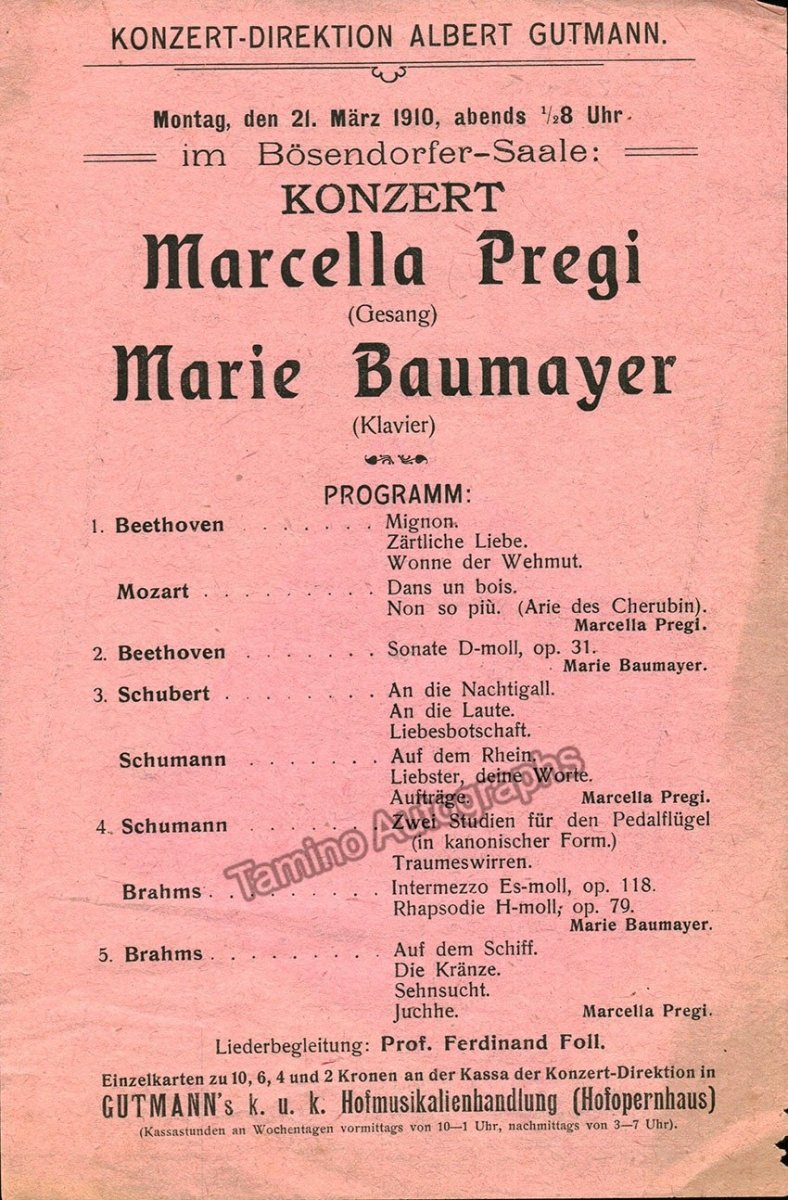 KONZERT-DIREKTION ALBERT GUTMANN.
Montag, den 21. März 1910, abends ½8 Uhr.
im Bösendorfer-Saale:
KONZERT
Marcella Pregi
(Gesang)
Marie Baumayer
(Klavier)
PROGRAMM:
1. Beethoven . . . . . . . Mignon.
Zärtliche Liebe.
Wonne der Wehmut.
Mozart . . . . . . . . . Dans un bois.
Non so più. (Arie des Cherubin).
Marcella Pregi.
2. Beethoven . . . . . . . Sonate D-moll, op. 31.
Marie Baumayer.
3. Schubert . . . . . . . . An die Nachtigall.
An die Laute.
Liebesbotschaft.
Schumann . . . . . . . Auf dem Rhein.
Liebster, deine Worte.
Aufträge. Marcella Pregi.
4. Schumann . . . . . . . Zwei Studien für den Pedalflügel
(in kanonischer Form.)
Traumeswirren.
Brahms . . . . . . . . . Intermezzo Es-moll, op. 118.
Rhapsodie H-moll, op. 79.
Marie Baumayer.
5. Brahms . . . . . . . . . Auf dem Schiff.
Die Kränze.
Sehnsucht.
Juchhe. Marcella Pregi.
Liederbegleitung: Prof. Ferdinand Foll.
Einzelkarten zu 10, 6, 4 und 2 Kronen an der Kassa der Konzert-Direktion in
GUTMANN's k. u. k. Hofmusikalienhandlung (Hofopernhaus)
(Kassastunden an Wochentagen vormittags von 10—1 Uhr, nachmittags von 3—7 Uhr).
Tamino Autographs